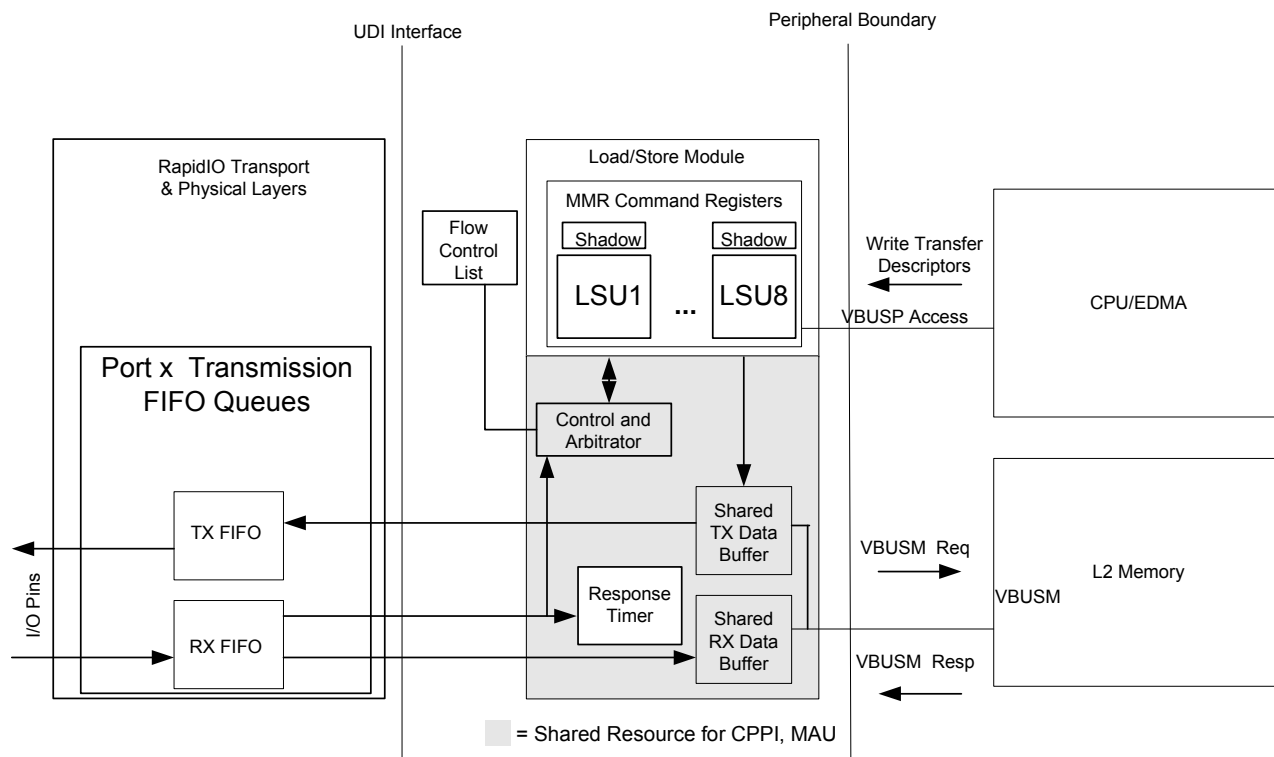 UDI Interface
Peripheral Boundary
RapidIO Transport
& Physical Layers
Port x Transmission
FIFO Queues
TX FIFO
RX FIFO
I/O Pins
Flow
Control
List
Load/Store Module
MMR Command Registers
Shadow
LSU1
...
Shadow
LSU8
Control and
Arbitrator
Shared
TX Data
Buffer
Response
Timer
Shared
RX Data
Buffer
Write Transfer
Descriptors
VBUSP Access
CPU/EDMA
VBUSM Req
VBUSM
L2 Memory
VBUSM Resp
= Shared Resource for CPPI, MAU